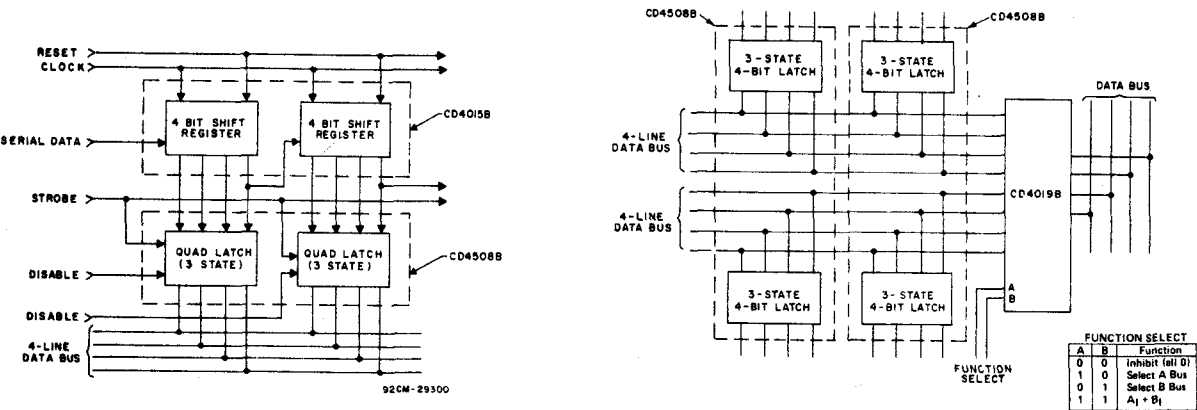 RESET
CLOCK
4 BIT SHIFT
REGISTER
4 BIT SHIFT
REGISTER
CD4015B
SERIAL DATA
STROBE
QUAD LATCH
(3 STATE)
QUAD LATCH
(3 STATE)
CD4508B
DISABLE
DISABLE
4-LINE
DATA BUS
92CM-29300
CD4508B
CD4508B
3-STATE
4-BIT LATCH
3-STATE
4-BIT LATCH
DATA BUS
4-LINE
DATA BUS
CD4019B
4-LINE
DATA BUS
3-STATE
4-BIT LATCH
3-STATE
4-BIT LATCH
A
B
FUNCTION
SELECT
FUNCTION SELECT
A B Function
0 0 Inhibit (all 0)
1 0 Select A Bus
0 1 Select B Bus
1 1 A₁ + B₁